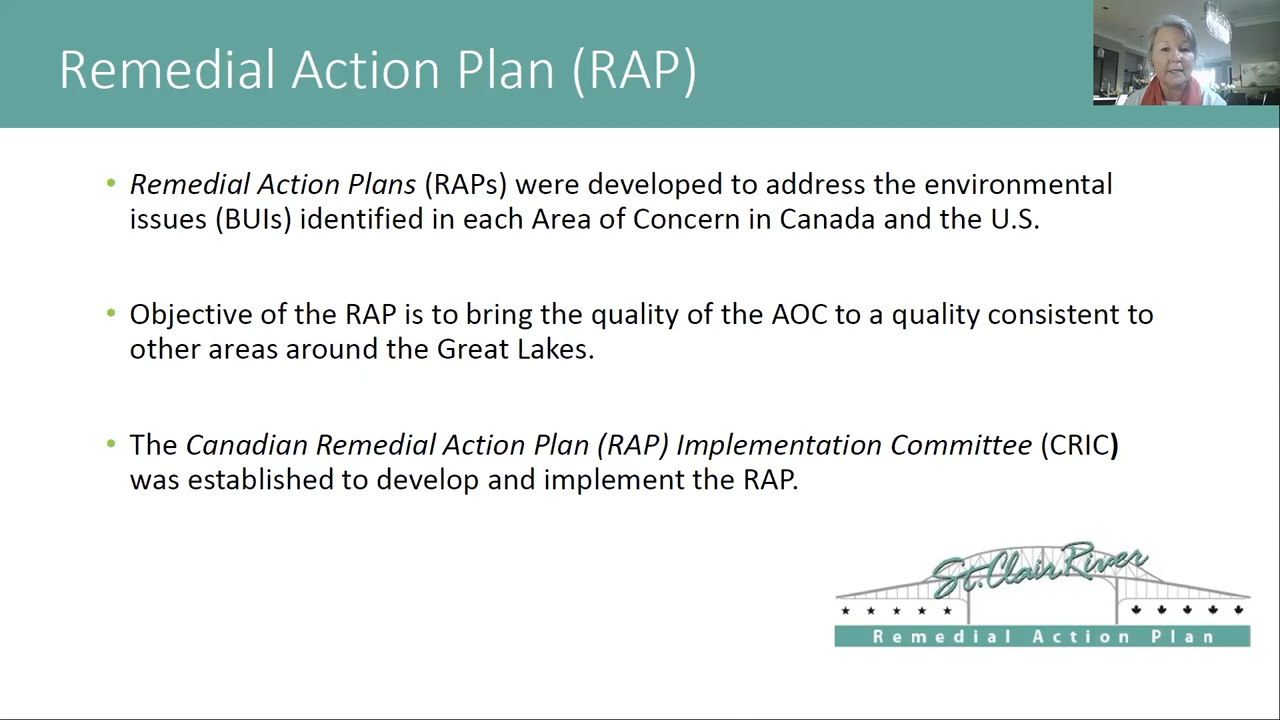 Remedial Action Plan (RAP)
• Remedial Action Plans (RAPs) were developed to address the environmental
issues (BUIs) identified in each Area of Concern in Canada and the U.S.
• Objective of the RAP is to bring the quality of the AOC to a quality consistent to
other areas around the Great Lakes.
• The Canadian Remedial Action Plan (RAP) Implementation Committee (CRIC)
was established to develop and implement the RAP.
St. Clair River
Remedial Action Plan